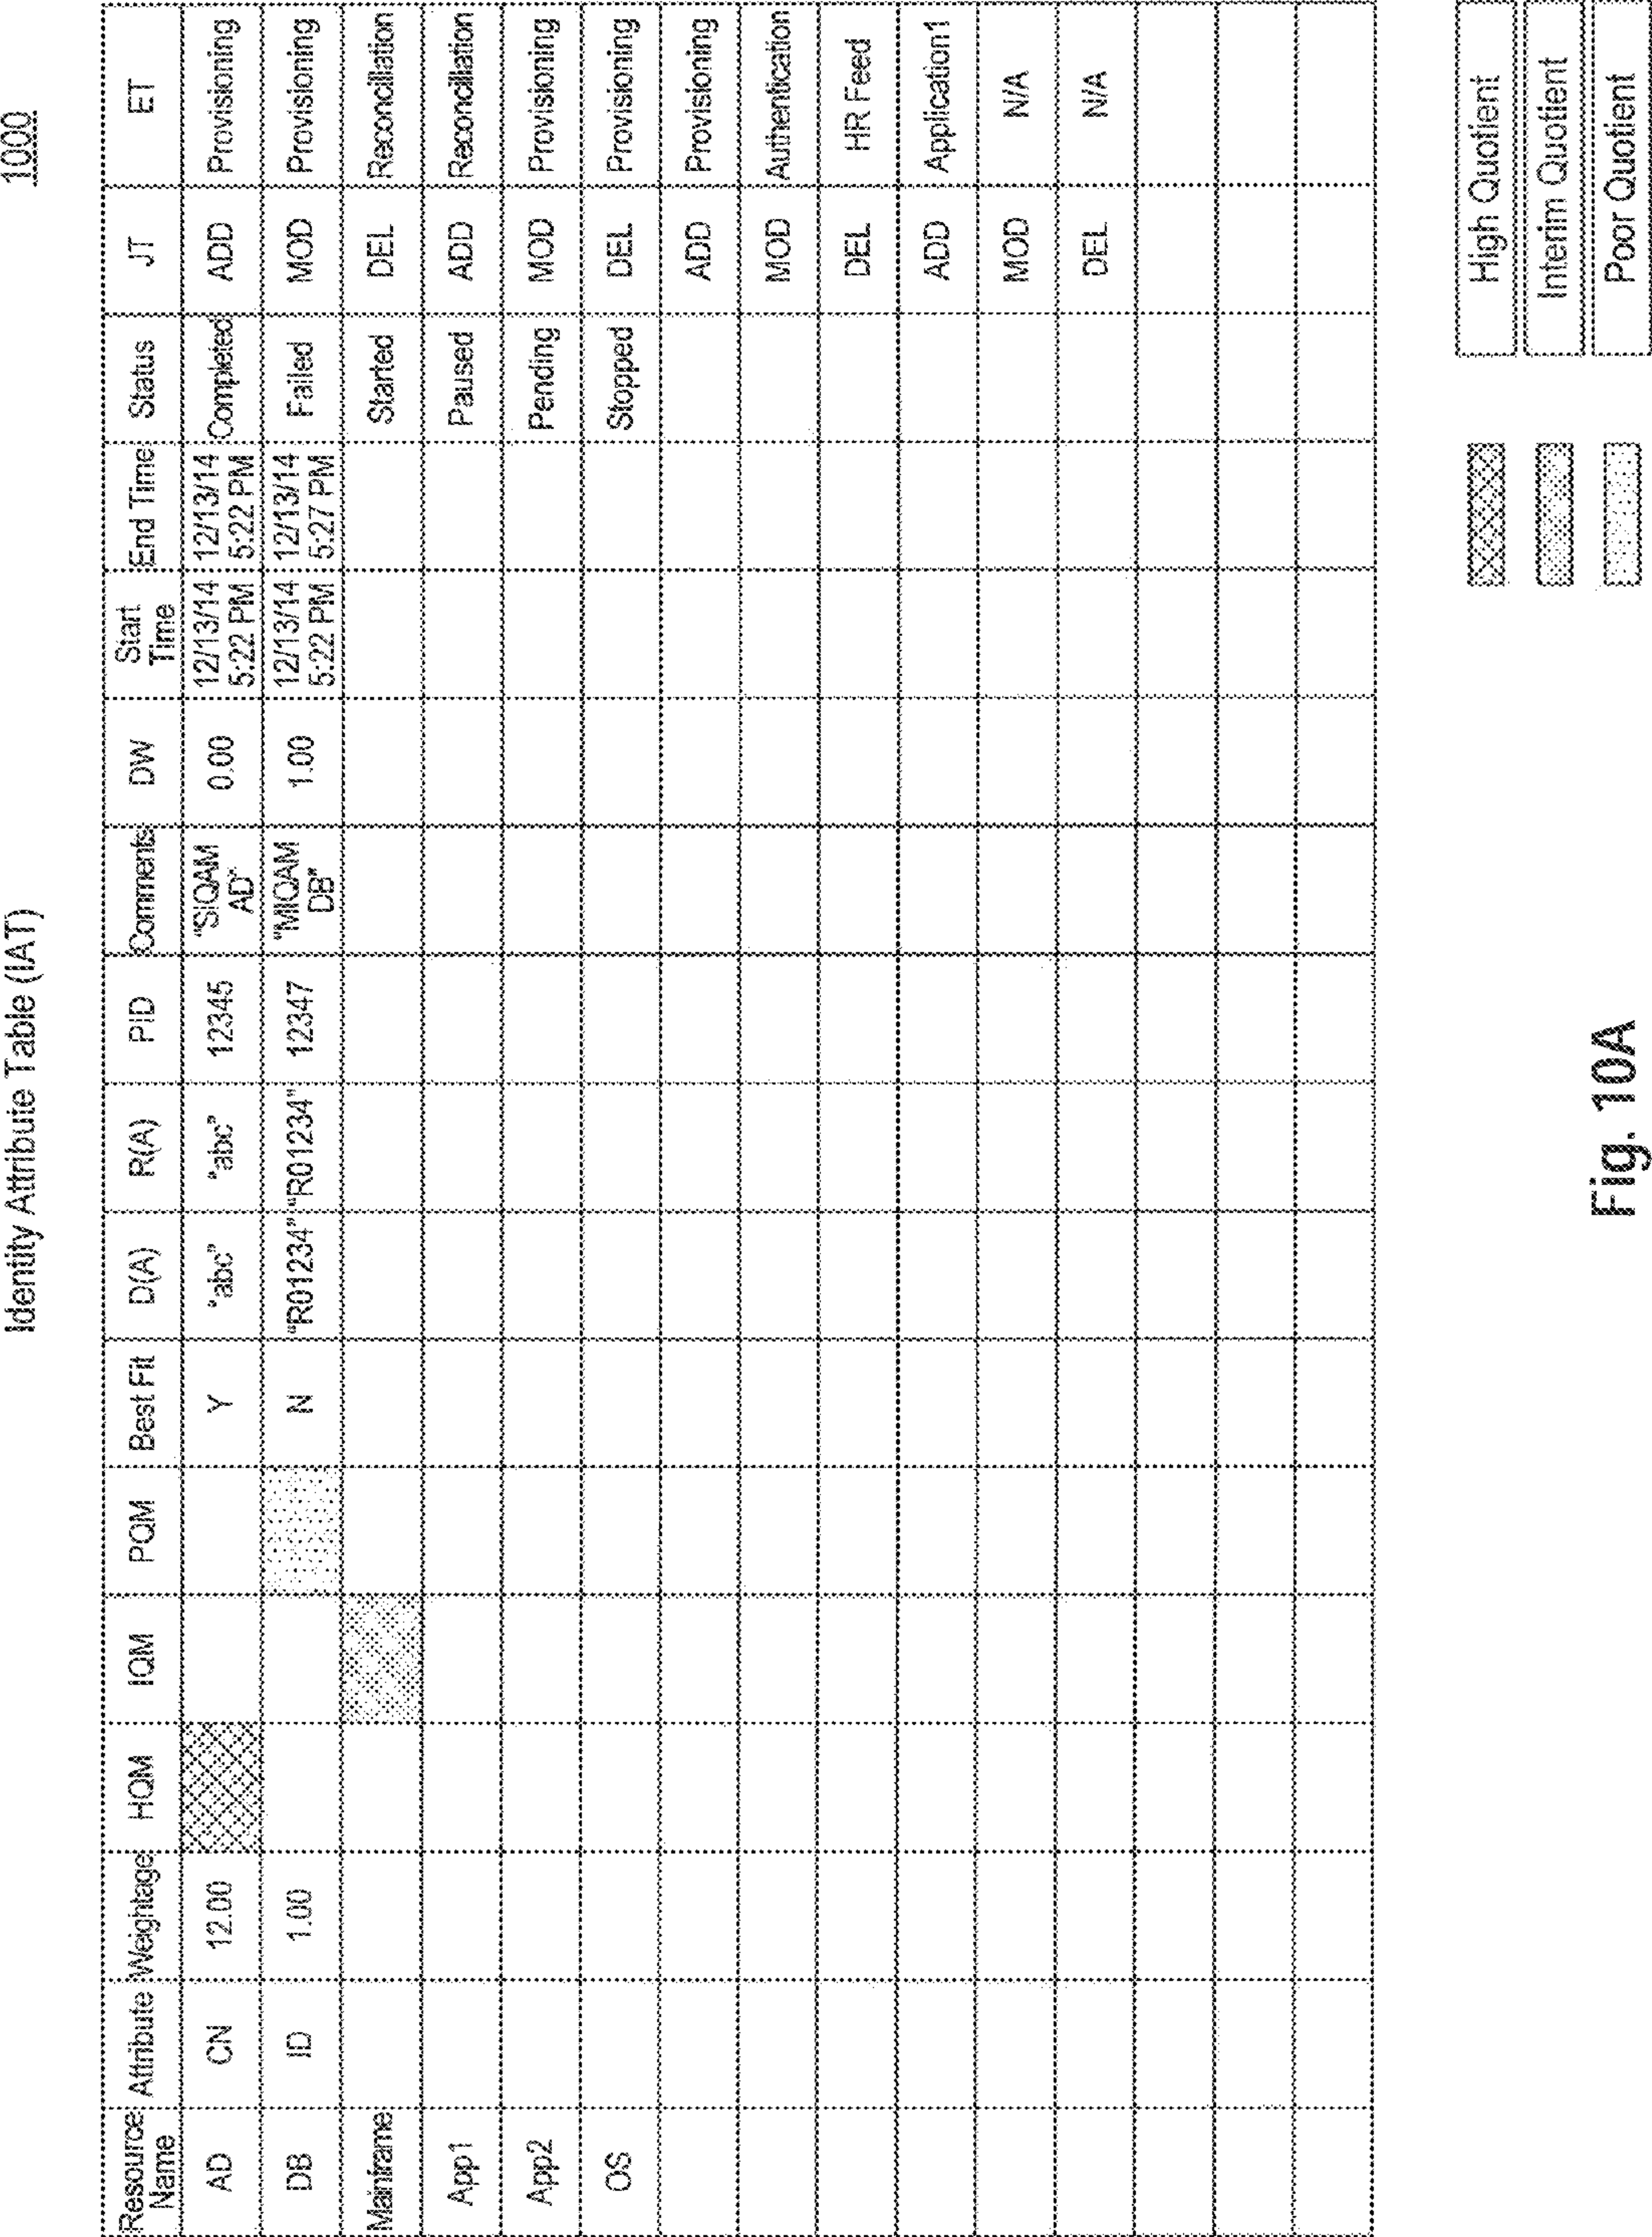 1000
Identity Attribute Table (IAT)
Resource Name Attribute Weightage HQM IQM PQM Best Fit D(A) R(A) PID Comments DW Start Time End Time Status JT ET
AD CN 12.00 Y "abc" "abc" 12345 "SIQAM AD" 0.00 12/13/14 5:22 PM 12/13/14 5:22 PM Completed ADD Provisioning
DB ID 1.00 N "R01234" "R01234" 12347 "MIQAM DB" 1.00 12/13/14 5:22 PM 12/13/14 5:27 PM Failed MOD Provisioning
Mainframe Started DEL Reconciliation
App1 Paused ADD Reconciliation
App2 Pending MOD Provisioning
OS Stopped DEL Provisioning
ADD Provisioning
MOD Authentication
DEL HR Feed
ADD Application1
MOD N/A
DEL N/A
High Quotient
Interim Quotient
Poor Quotient
Fig. 10A